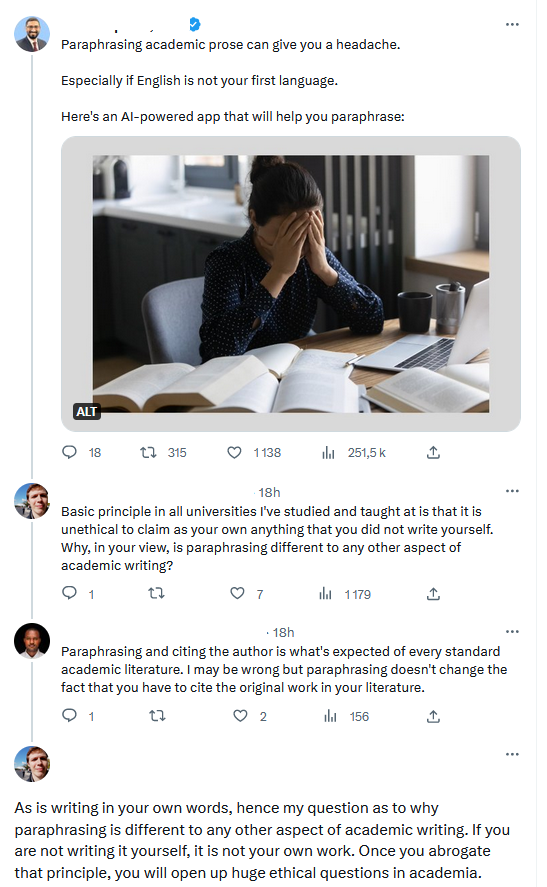 Paraphrasing academic prose can give you a headache.
Especially if English is not your first language.
Here's an AI-powered app that will help you paraphrase:
ALT
18 315 1138 251,5 k
18h
Basic principle in all universities I've studied and taught at is that it is
unethical to claim as your own anything that you did not write yourself.
Why, in your view, is paraphrasing different to any other aspect of
academic writing?
1 7 1179
· 18h
Paraphrasing and citing the author is what's expected of every standard
academic literature. I may be wrong but paraphrasing doesn't change the
fact that you have to cite the original work in your literature.
1 2 156
As is writing in your own words, hence my question as to why
paraphrasing is different to any other aspect of academic writing. If you
are not writing it yourself, it is not your own work. Once you abrogate
that principle, you will open up huge ethical questions in academia.